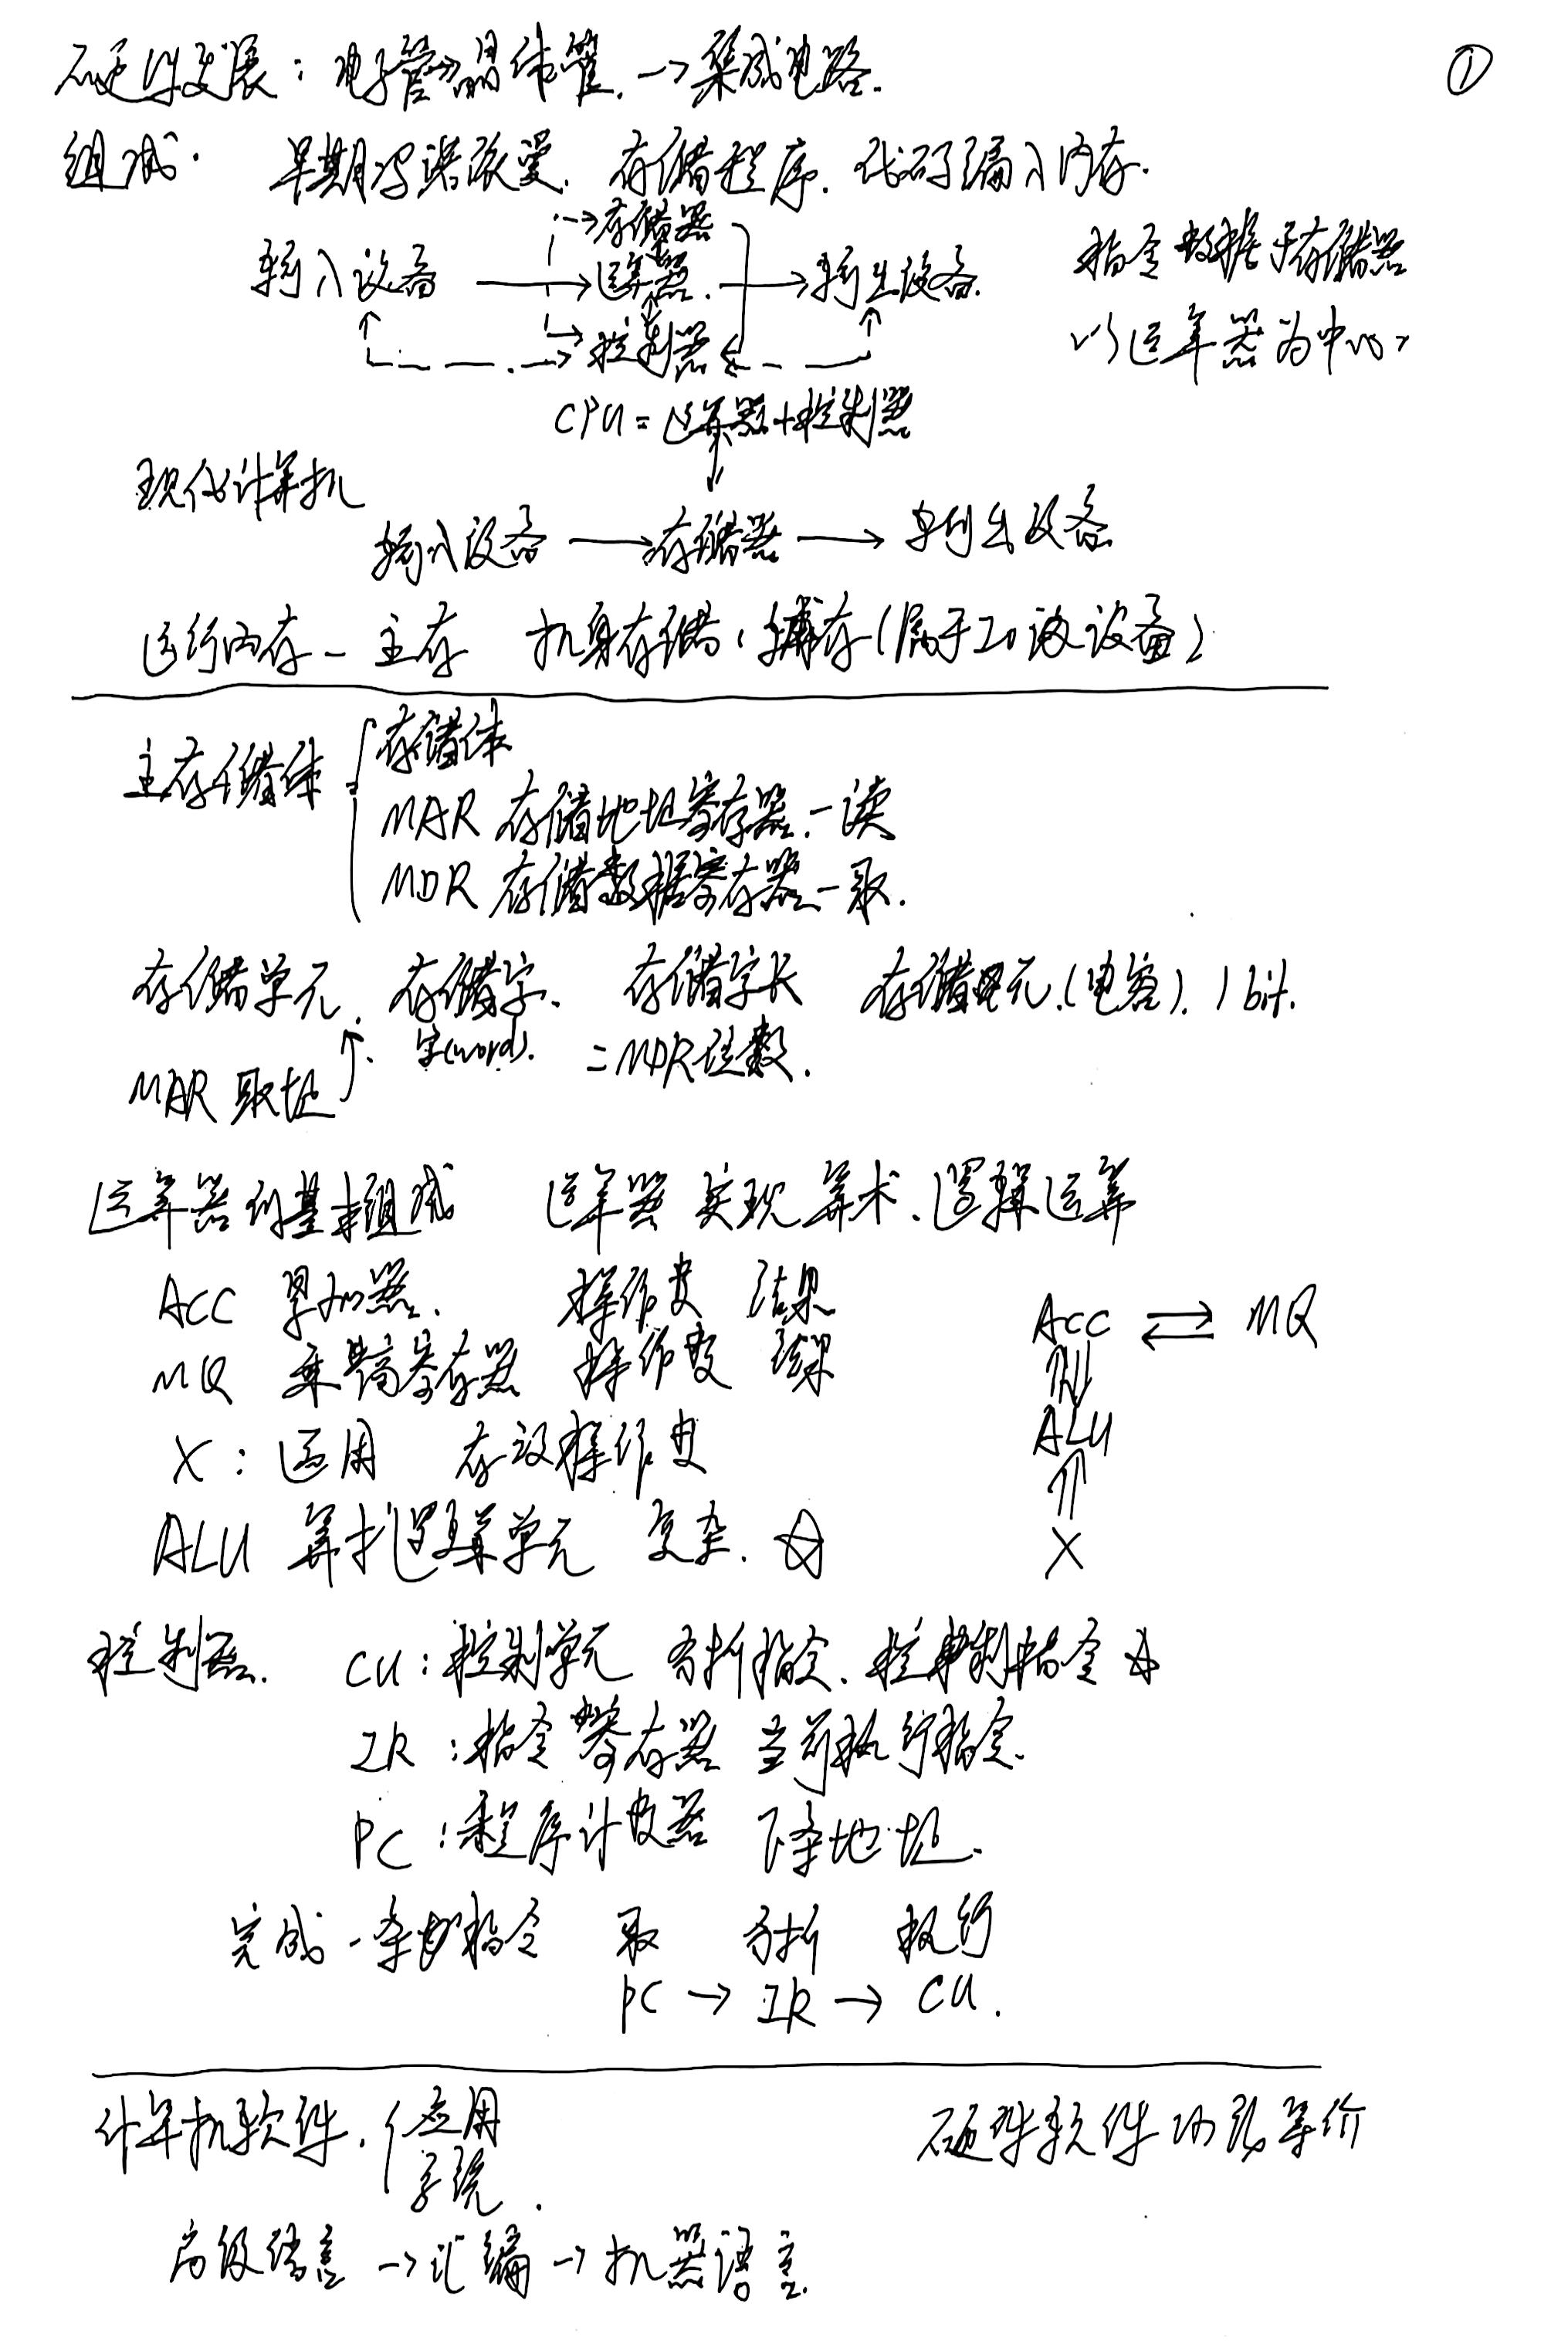 硬件发展：电子管→晶体管.→集成电路. ①
组成. 早期冯诺依曼. 存储程序. 代码编入内存.
→存储器
输入设备 → 运算器. → 输出设备. 指令数据于存储器
控制器 以运算器为中心
CPU=运算器+控制器
现代计算机
输入设备 → 存储器 → 输出设备
运行内存-主存 机身存储：辅存(属于IO设备)
主存储体 { 存储体
MAR 存储地址寄存器-读
MDR 存储数据寄存器-取.
存储单元. 存储字. 存储字长 存储元.(电容). 1bit.
MAR 取址 ↑. 字(word). =MDR位数.
运算器的基本组成 运算器 实现 算术.逻辑运算
ACC 累加器. 操作数 结果
MQ 乘商寄存器 操作数 结果
X：通用 存放操作数
ALU 算术逻辑单元 复杂. ☆
ACC ⇄ MQ
ALU
X
控制器. CU：控制单元 分析指令. 控制指令☆
IR：指令寄存器 当前执行指令.
PC：程序计数器 下条地址.
完成一条指令 取 分析 执行
PC → IR → CU.
计算机软件. { 应用 硬件软件功能等价
系统.
高级语言→汇编→机器语言.